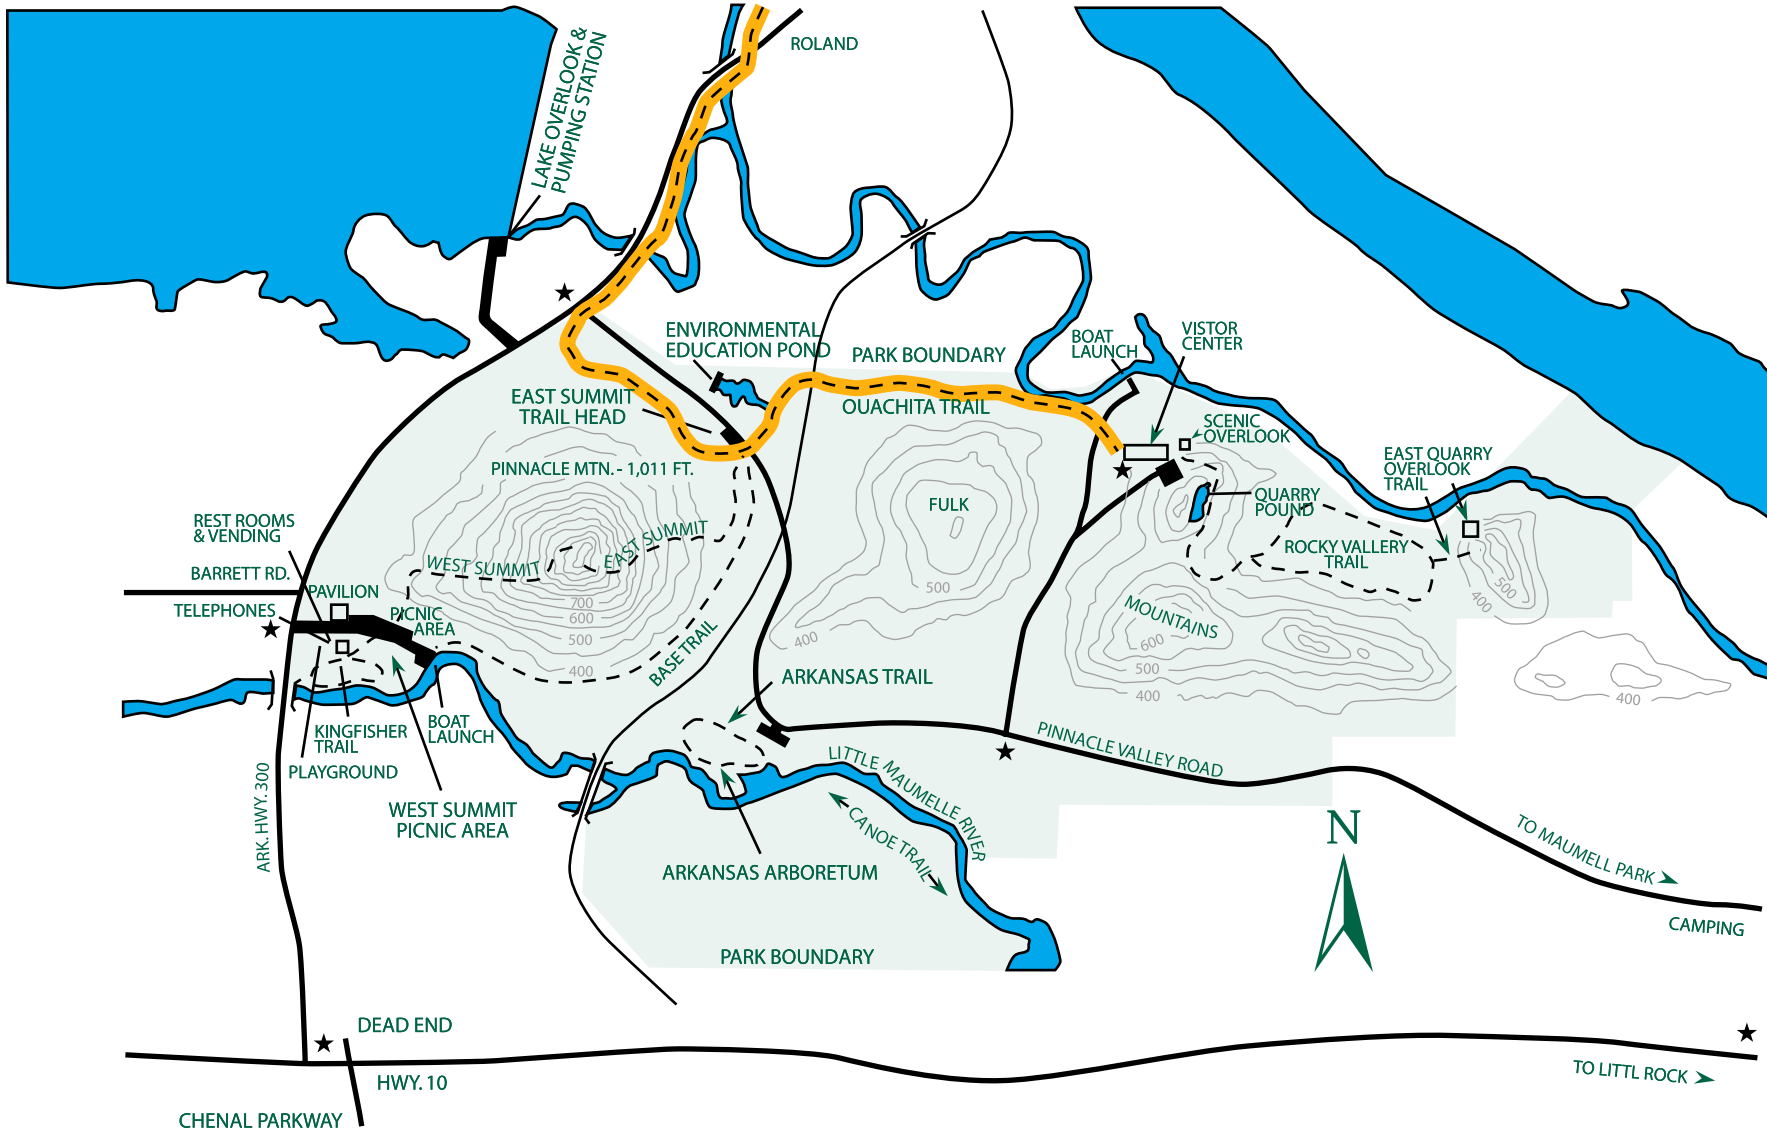 ROLAND
LAKE OVERLOOK &
PUMPING STATION
ENVIRONMENTAL
EDUCATION POND
PARK BOUNDARY
BOAT
LAUNCH
VISTOR
CENTER
EAST SUMMIT
TRAIL HEAD
OUACHITA TRAIL
SCENIC
OVERLOOK
EAST QUARRY
OVERLOOK
TRAIL
PINNACLE MTN. - 1,011 FT.
FULK
QUARRY
POUND
REST ROOMS
& VENDING
WEST SUMMIT
EAST SUMMIT
ROCKY VALLERY
TRAIL
BARRETT RD.
PAVILION
TELEPHONES
PICNIC
AREA
700
600
500
400
500
400
500
400
MOUNTAINS
600
500
400
400
BASE TRAIL
ARKANSAS TRAIL
KINGFISHER
TRAIL
BOAT
LAUNCH
PLAYGROUND
PINNACLE VALLEY ROAD
LITTLE MAUMELLE RIVER
CANOE TRAIL
WEST SUMMIT
PICNIC AREA
ARK. HWY. 300
ARKANSAS ARBORETUM
N
TO MAUMELL PARK
CAMPING
PARK BOUNDARY
DEAD END
HWY. 10
TO LITTL ROCK
CHENAL PARKWAY